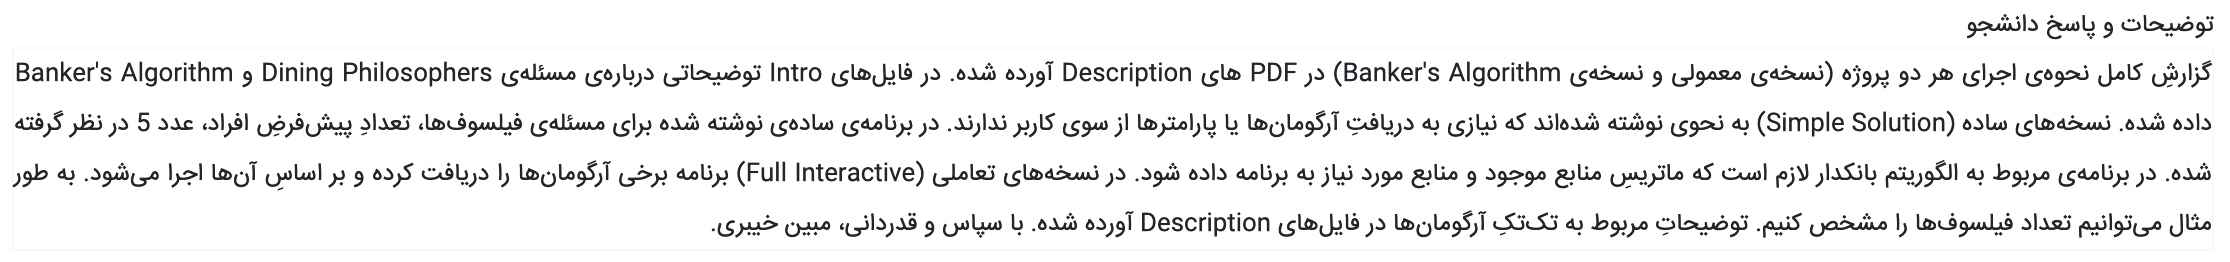 توضیحات و پاسخ دانشجو
گزارشِ کامل نحوه‌ی اجرای هر دو پروژه (نسخه‌ی معمولی و نسخه‌ی Banker's Algorithm) در PDF های Description آورده شده. در فایل‌های Intro توضیحاتی درباره‌ی مسئله‌ی Dining Philosophers و Banker's Algorithm
داده شده. نسخه‌های ساده (Simple Solution) به نحوی نوشته شده‌اند که نیازی به دریافتِ آرگومان‌ها یا پارامترها از سوی کاربر ندارند. در برنامه‌ی ساده‌ی نوشته شده برای مسئله‌ی فیلسوف‌ها، تعدادِ پیش‌فرضِ افراد، عدد 5 در نظر گرفته
شده. در برنامه‌ی مربوط به الگوریتم بانکدار لازم است که ماتریسِ منابع موجود و منابع مورد نیاز به برنامه داده شود. در نسخه‌های تعاملی (Full Interactive) برنامه برخی آرگومان‌ها را دریافت کرده و بر اساسِ آن‌ها اجرا می‌شود. به طور
مثال می‌توانیم تعداد فیلسوف‌ها را مشخص کنیم. توضیحاتِ مربوط به تک‌تکِ آرگومان‌ها در فایل‌های Description آورده شده. با سپاس و قدردانی، مبین خیبری.